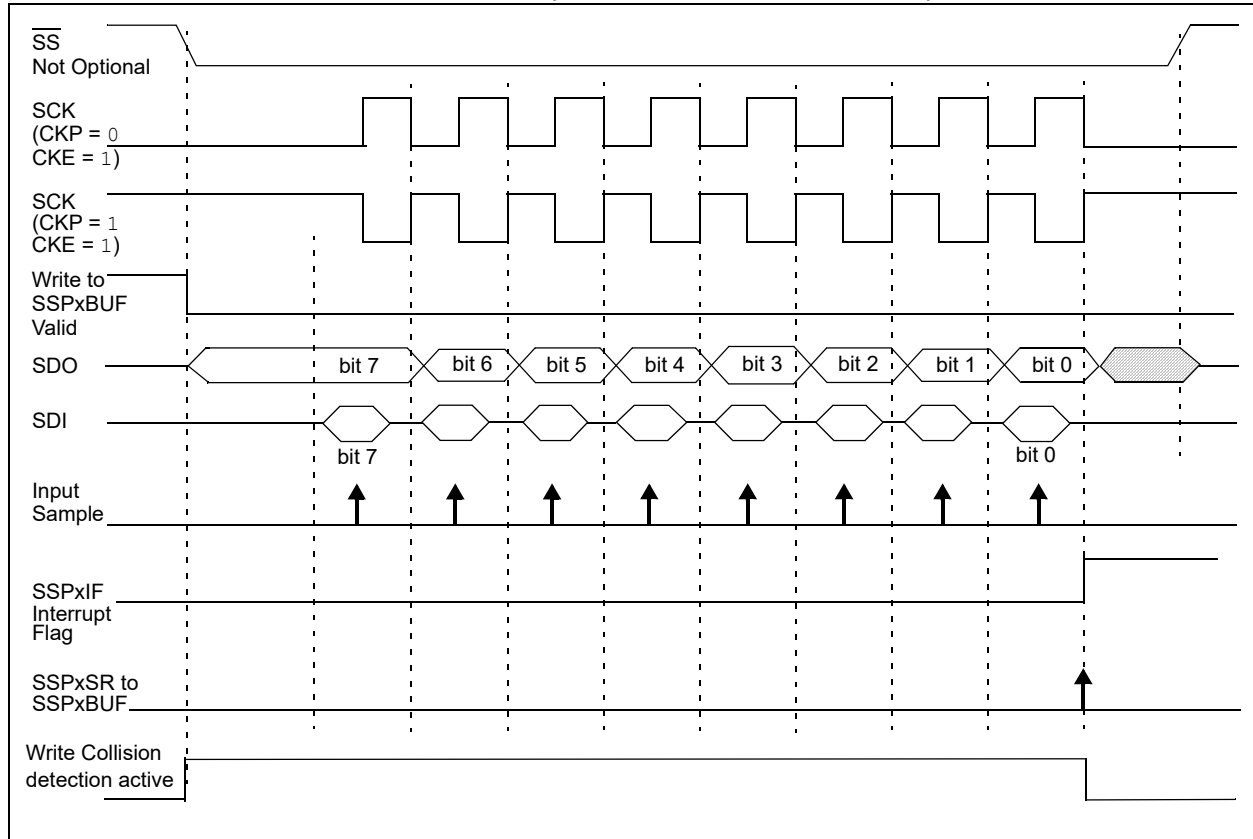 SS
Not Optional
SCK
(CKP = 0
CKE = 1)
SCK
(CKP = 1
CKE = 1)
Write to
SSPxBUF
Valid
SDO
bit 7 bit 6 bit 5 bit 4 bit 3 bit 2 bit 1 bit 0
SDI
bit 7 bit 0
Input
Sample
SSPxIF
Interrupt
Flag
SSPxSR to
SSPxBUF
Write Collision
detection active